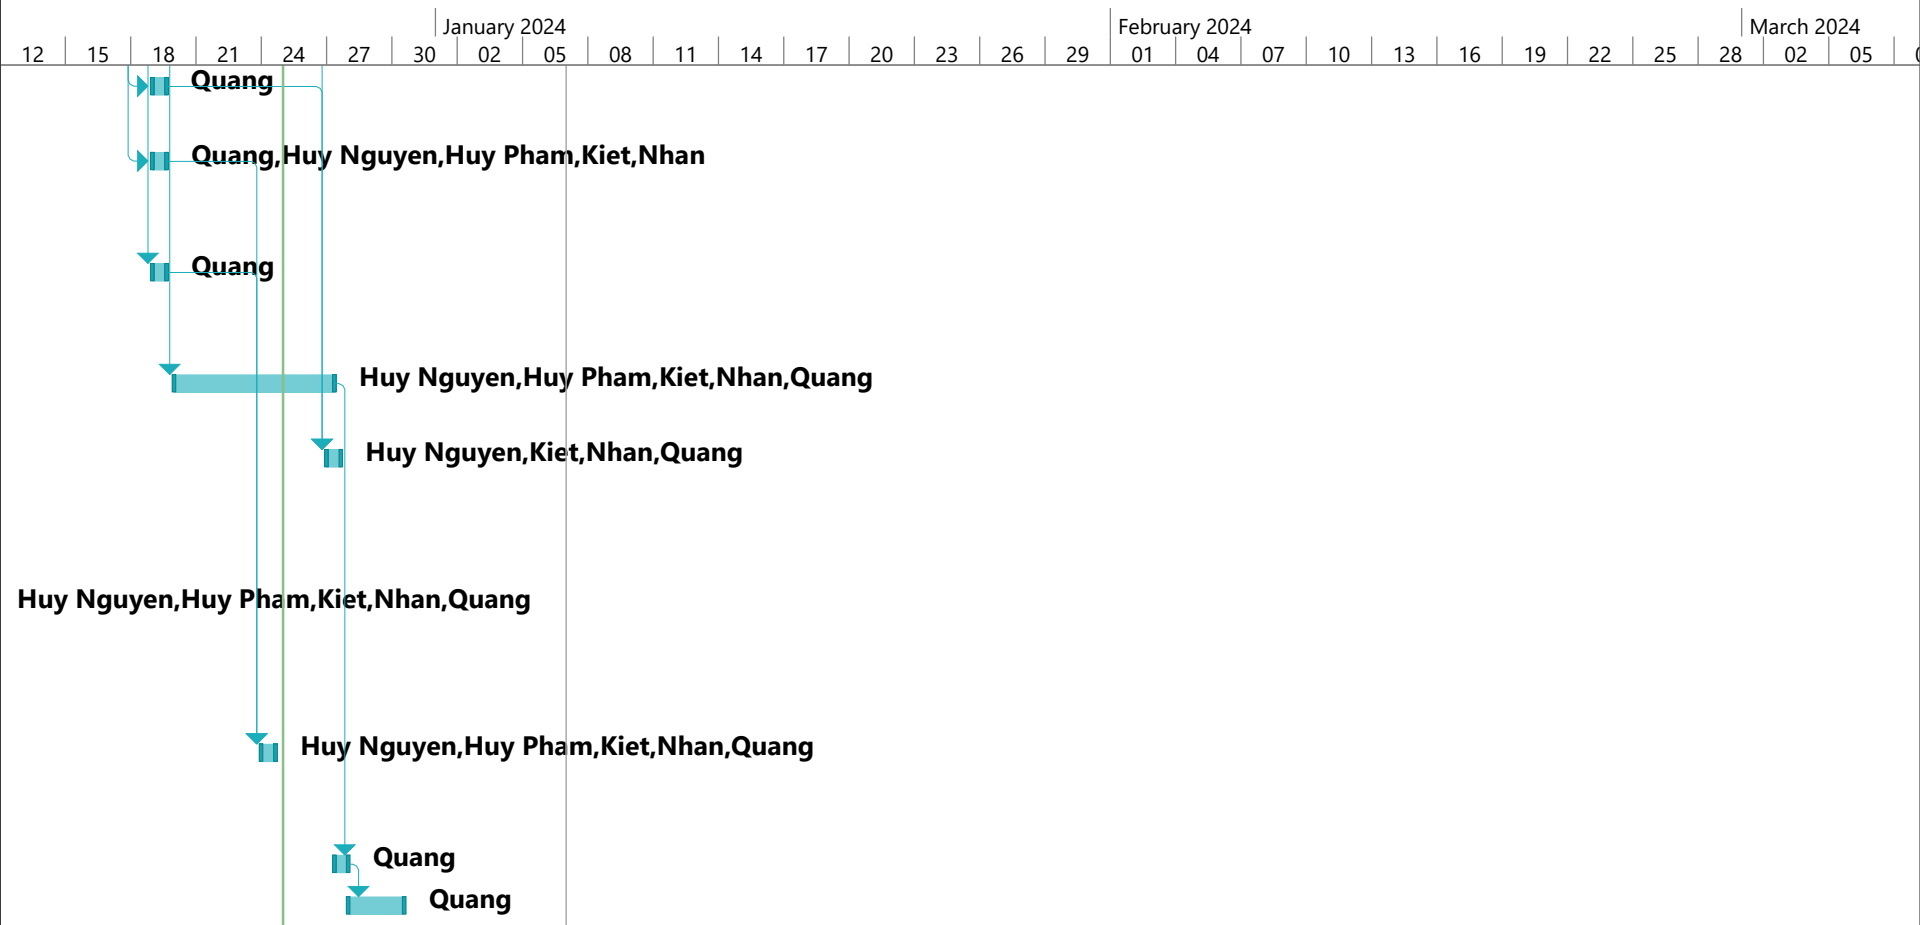 January 2024 February 2024 March 2024
12 15 18 21 24 27 30 02 05 08 11 14 17 20 23 26 29 01 04 07 10 13 16 19 22 25 28 02 05
Quang
Quang,Huy Nguyen,Huy Pham,Kiet,Nhan
Quang
Huy Nguyen,Huy Pham,Kiet,Nhan,Quang
Huy Nguyen,Kiet,Nhan,Quang
Huy Nguyen,Huy Pham,Kiet,Nhan,Quang
Huy Nguyen,Huy Pham,Kiet,Nhan,Quang
Quang
Quang